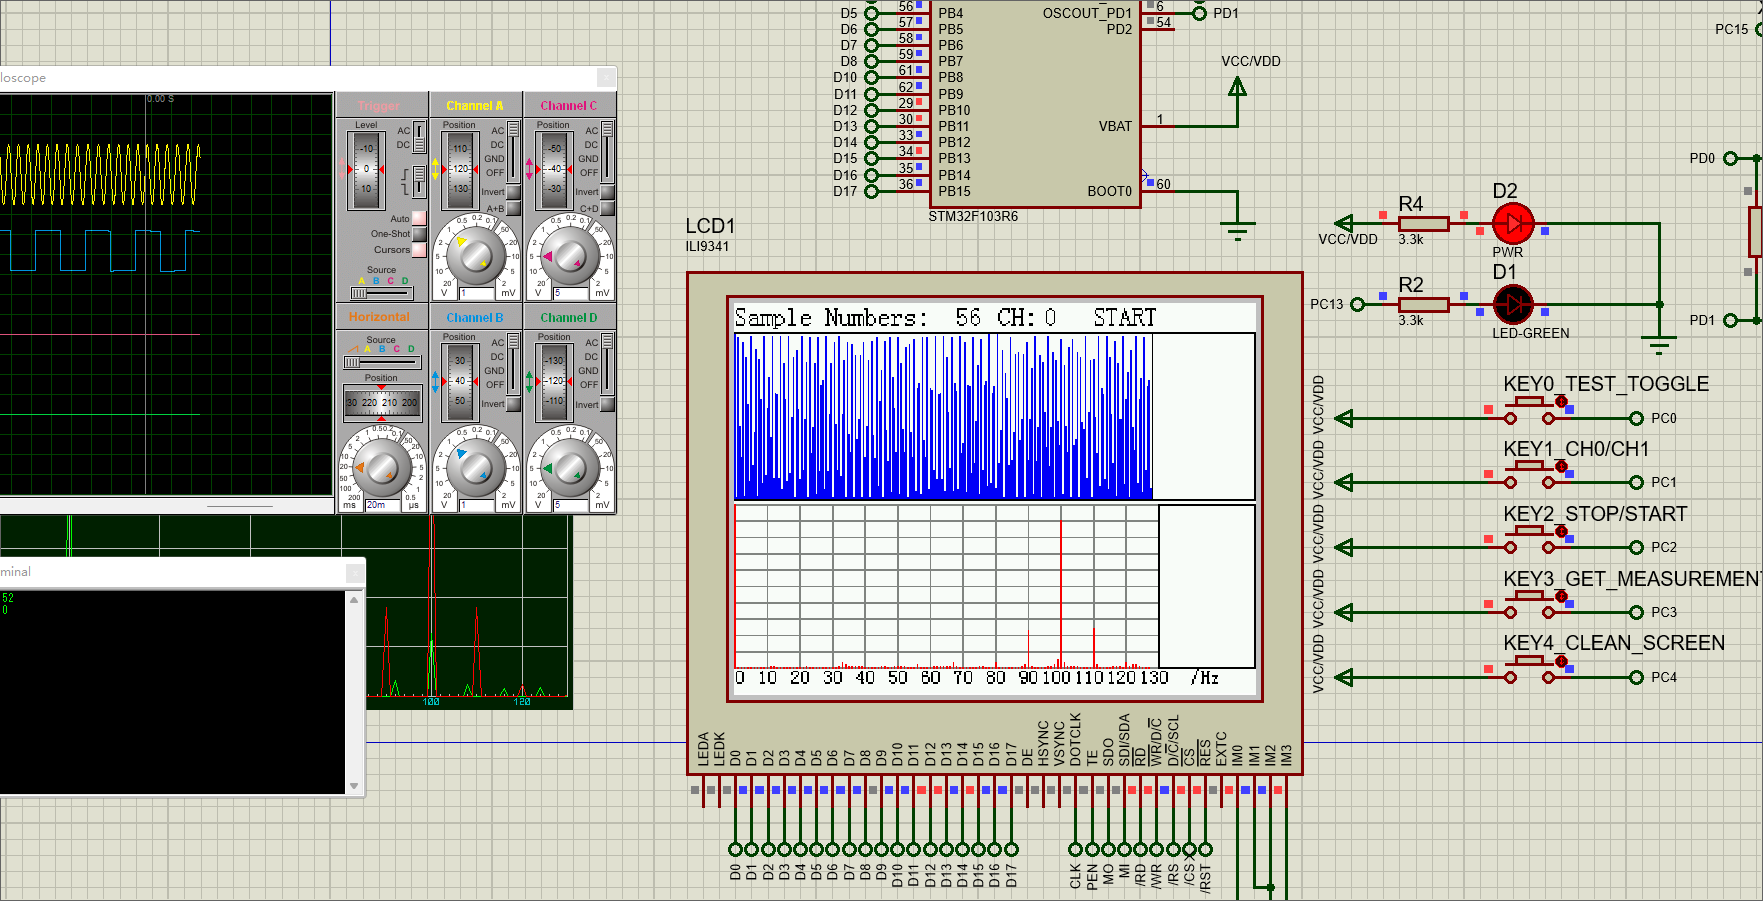 loscope
0.00 S
Trigger
Level
AC
DC
-10
0
10
Auto
One-Shot
Cursors
Source
A B C D
Channel A
Position
AC
DC
GND
OFF
110
120
130
Invert
A+B
V
1
mV
Channel C
Position
AC
DC
GND
OFF
-50
-40
-30
Invert
C+D
V
5
mV
Horizontal
Source
A B C D
Position
30 220 210 200
ms
20m
µs
Channel B
Position
AC
DC
GND
OFF
30
40
50
Invert
V
1
mV
Channel D
Position
AC
DC
GND
OFF
-130
-120
-110
Invert
V
5
mV
minal
52
0
100
120
D5 56 PB4
D6 57 PB5
D7 58 PB6
D8 59 PB7
D10 61 PB8
D11 62 PB9
D12 29 PB10
D13 30 PB11
D14 33 PB12
D15 34 PB13
D16 35 PB14
D17 36 PB15
OSCOUT_PD1 6 PD1
PD2 54
VBAT 1
BOOT0 60
VCC/VDD
STM32F103R6
LCD1
ILI9341
Sample Numbers: 56 CH: 0 START
0 10 20 30 40 50 60 70 80 90 100 110 120 130 /Hz
LEDA LEDK D0 D1 D2 D3 D4 D5 D6 D7 D8 D9 D10 D11 D12 D13 D14 D15 D16 D17 DE HSYNC VSYNC DOTCLK TE SDO SDI/SDA RD WR/D/C D/C/SCL CS RES EXTC IM0 IM1 IM2 IM3
D0 D1 D2 D3 D4 D5 D6 D7 D8 D9 D10 D11 D12 D13 D14 D15 D16 D17 CLK PEN MO MI /RD /WR /RS /CS /RST
PC15
PD0
PD1
VCC/VDD
R4
3.3k
D2
PWR
PC13
R2
3.3k
D1
LED-GREEN
VCC/VDD
KEY0_TEST_TOGGLE
PC0
VCC/VDD
KEY1_CH0/CH1
PC1
VCC/VDD
KEY2_STOP/START
PC2
VCC/VDD
KEY3_GET_MEASUREMEN
PC3
VCC/VDD
KEY4_CLEAN_SCREEN
PC4